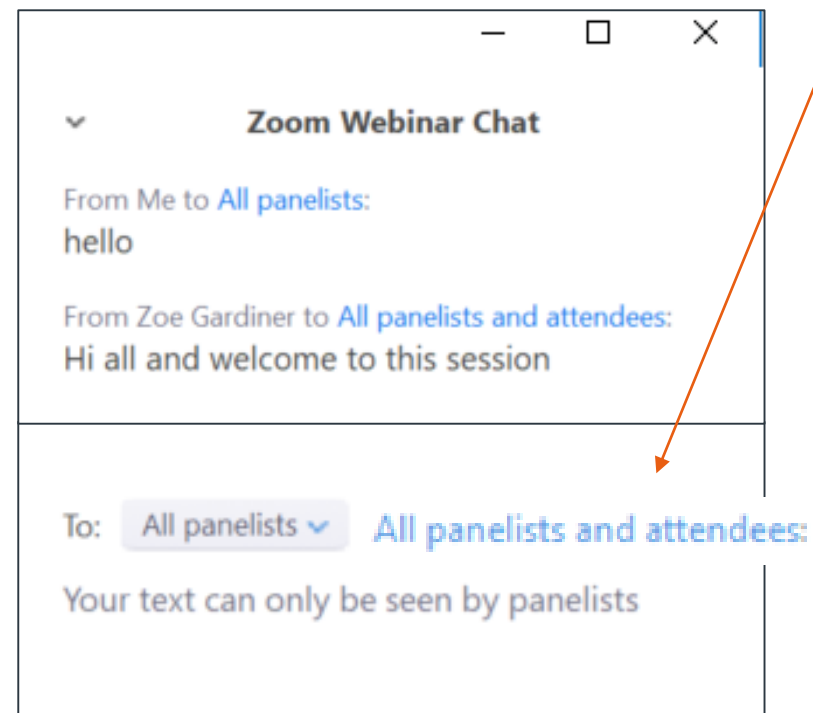 Zoom Webinar Chat
From Me to All panelists:
hello
From Zoe Gardiner to All panelists and attendees:
Hi all and welcome to this session
To: All panelists All panelists and attendees:
Your text can only be seen by panelists